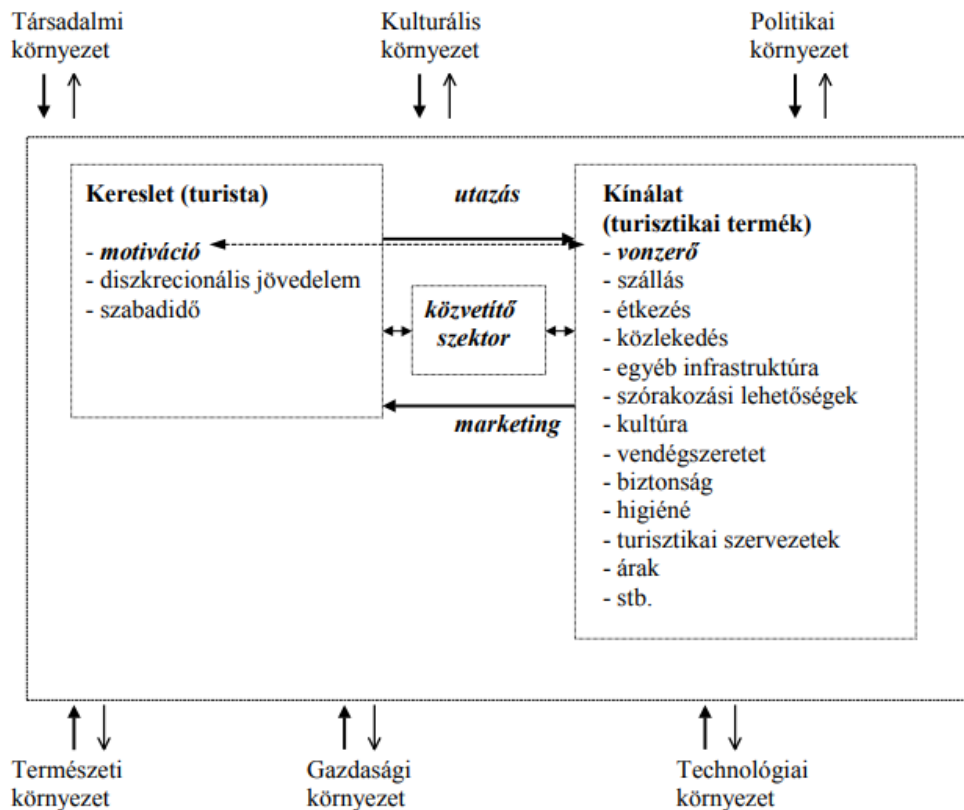 Társadalmi
környezet
Kulturális
környezet
Politikai
környezet
Kereslet (turista)
- motiváció
- diszkrecionális jövedelem
- szabadidő
utazás
közvetítő
szektor
marketing
Kínálat
(turisztikai termék)
- vonzerő
- szállás
- étkezés
- közlekedés
- egyéb infrastruktúra
- szórakozási lehetőségek
- kultúra
- vendégszeretet
- biztonság
- higiéné
- turisztikai szervezetek
- árak
- stb.
Természeti
környezet
Gazdasági
környezet
Technológiai
környezet